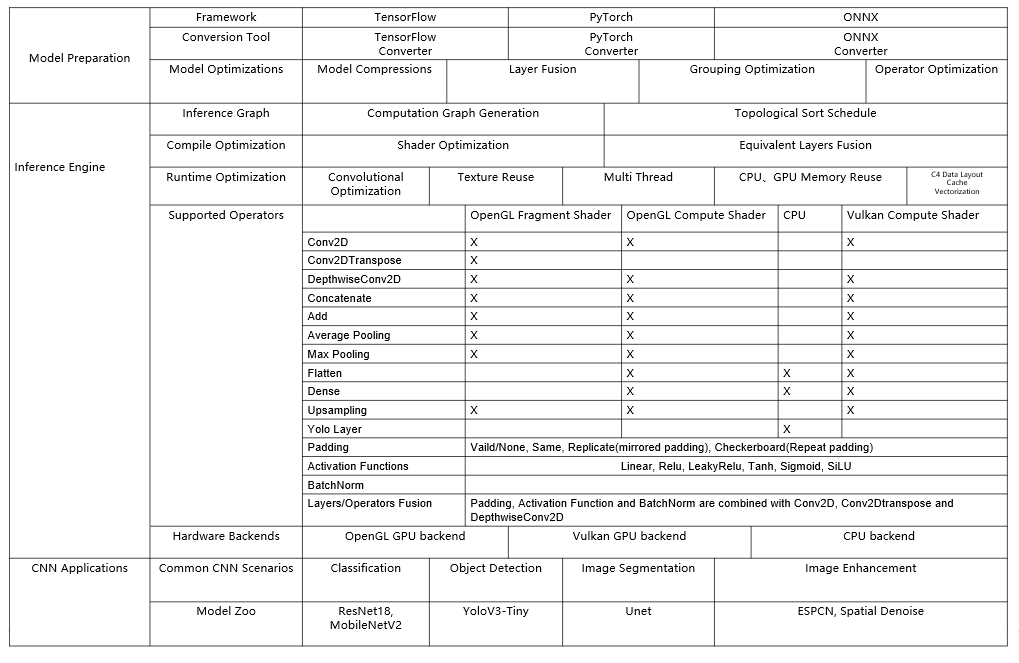 Model Preparation
Framework TensorFlow PyTorch ONNX
Conversion Tool TensorFlow Converter PyTorch Converter ONNX Converter
Model Optimizations Model Compressions Layer Fusion Grouping Optimization Operator Optimization
Inference Engine
Inference Graph Computation Graph Generation Topological Sort Schedule
Compile Optimization Shader Optimization Equivalent Layers Fusion
Runtime Optimization Convolutional Optimization Texture Reuse Multi Thread CPU、GPU Memory Reuse C4 Data Layout Cache Vectorization
Supported Operators OpenGL Fragment Shader OpenGL Compute Shader CPU Vulkan Compute Shader
Conv2D X X X
Conv2DTranspose X
DepthwiseConv2D X X X
Concatenate X X X
Add X X X
Average Pooling X X X
Max Pooling X X X
Flatten X X X
Dense X X X
Upsampling X X X
Yolo Layer X
Padding Vaild/None, Same, Replicate(mirrored padding), Checkerboard(Repeat padding)
Activation Functions Linear, Relu, LeakyRelu, Tanh, Sigmoid, SiLU
BatchNorm
Layers/Operators Fusion Padding, Activation Function and BatchNorm are combined with Conv2D, Conv2Dtranspose and
DepthwiseConv2D
Hardware Backends OpenGL GPU backend Vulkan GPU backend CPU backend
CNN Applications
Common CNN Scenarios Classification Object Detection Image Segmentation Image Enhancement
Model Zoo ResNet18, MobileNetV2 YoloV3-Tiny Unet ESPCN, Spatial Denoise